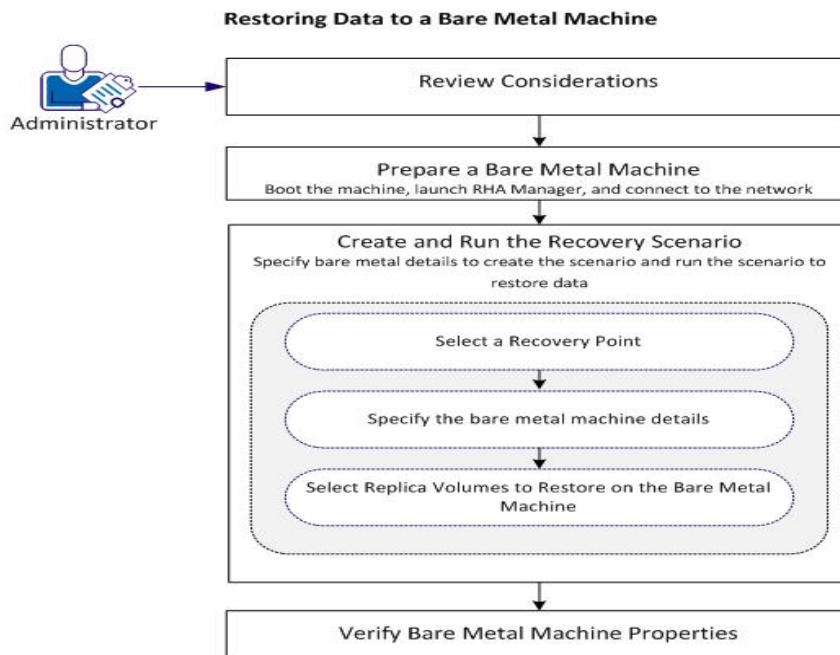 Restoring Data to a Bare Metal Machine
Administrator
Review Considerations
Prepare a Bare Metal Machine
Boot the machine, launch RHA Manager, and connect to the network
Create and Run the Recovery Scenario
Specify bare metal details to create the scenario and run the scenario to
restore data
Select a Recovery Point
Specify the bare metal machine details
Select Replica Volumes to Restore on the Bare Metal
Machine
Verify Bare Metal Machine Properties